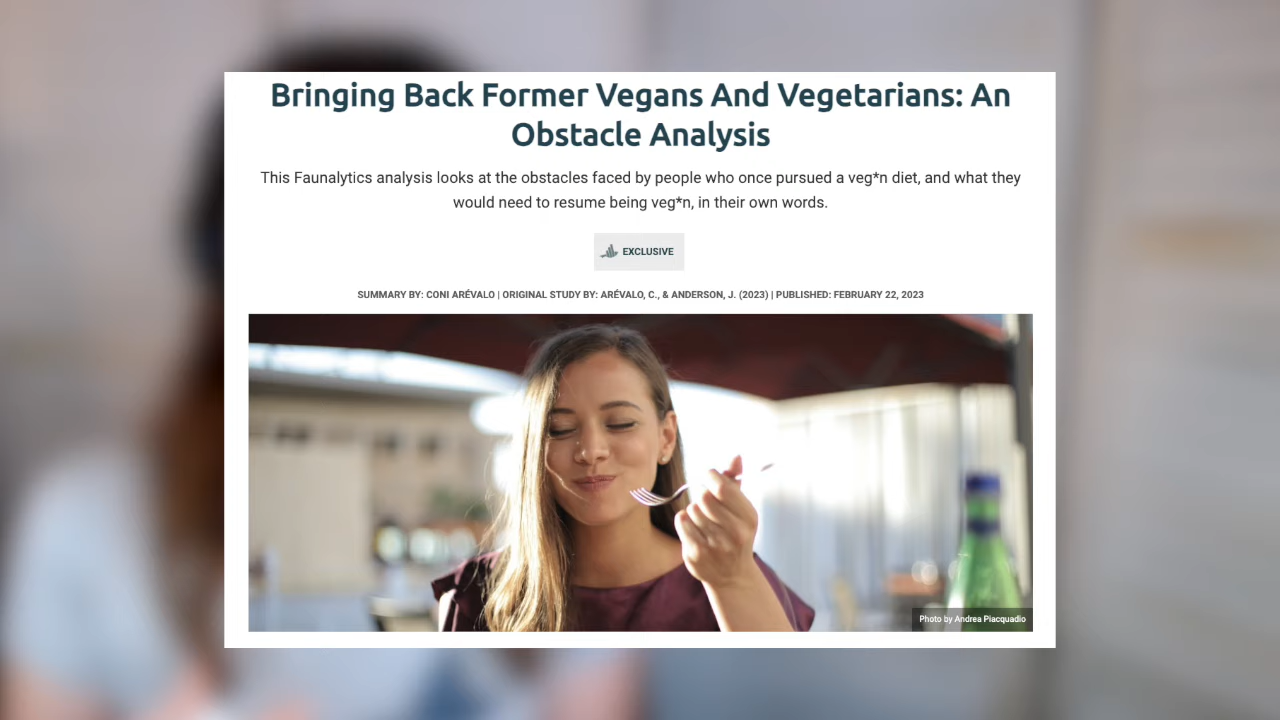 Bringing Back Former Vegans And Vegetarians: An
Obstacle Analysis
This Faunalytics analysis looks at the obstacles faced by people who once pursued a veg*n diet, and what they
would need to resume being veg*n, in their own words.
EXCLUSIVE
SUMMARY BY: CONI ARÉVALO | ORIGINAL STUDY BY: ARÉVALO, C., & ANDERSON, J. (2023) | PUBLISHED: FEBRUARY 22, 2023
Photo by Andrea Piacquadio